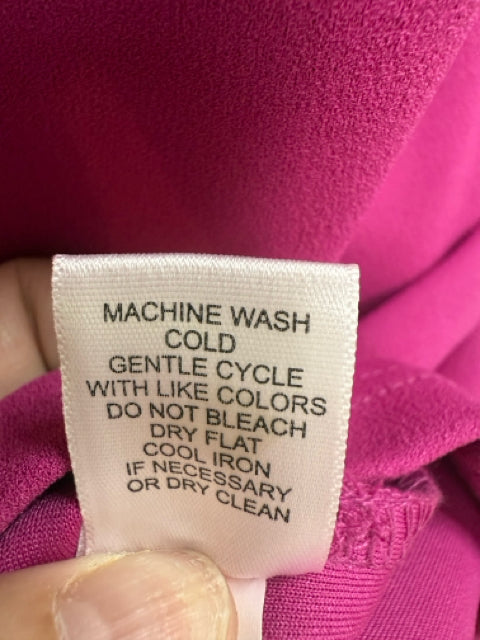 MACHINE WASH
COLD
GENTLE CYCLE
WITH LIKE COLORS
DO NOT BLEACH
DRY FLAT
COOL IRON
IF NECESSARY
OR DRY CLEAN